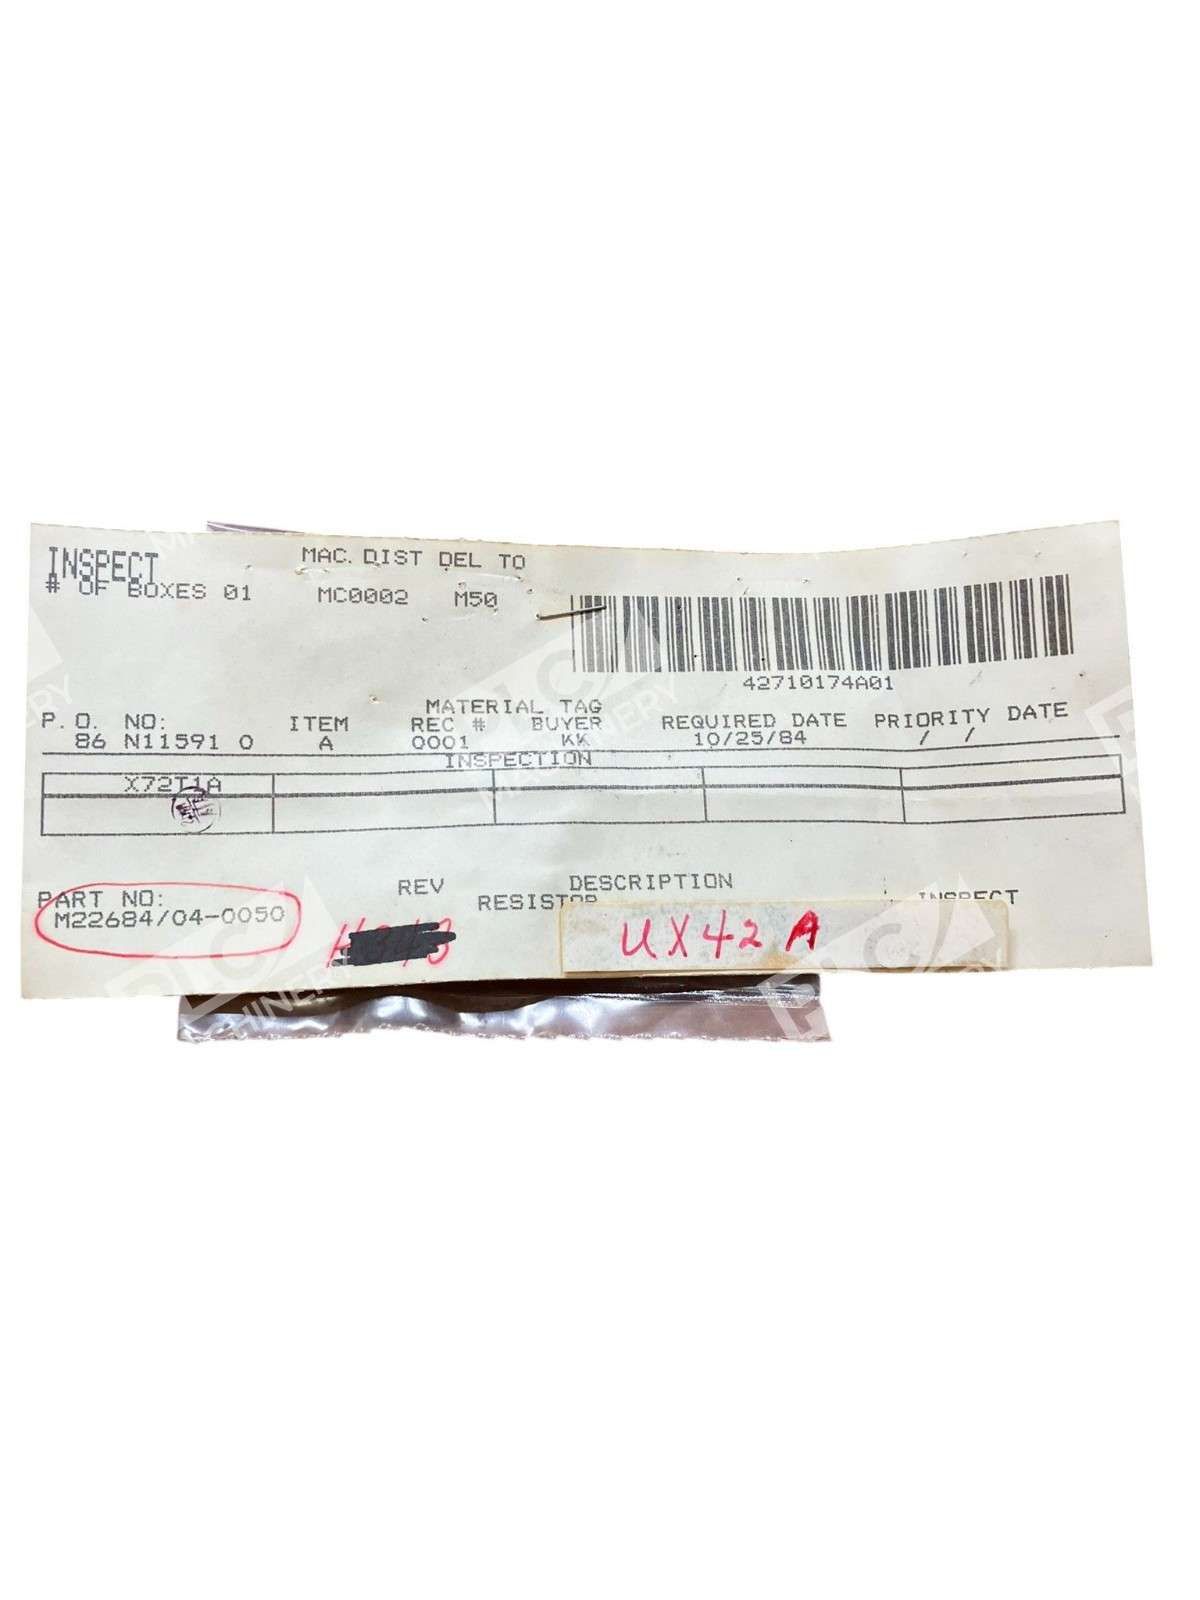 INSPECT
# OF BOXES 01
MAC. DIST DEL TO
MC0002 M50
42710174A01
MATERIAL TAG
P.O. NO: ITEM REC # BUYER REQUIRED DATE PRIORITY DATE
86 N11591 0 A 0001 KK 10/25/84 / /
INSPECTION
X72T1A
PART NO: REV DESCRIPTION
M22684/04-0050 RESISTOR INSPECT
UX42 A